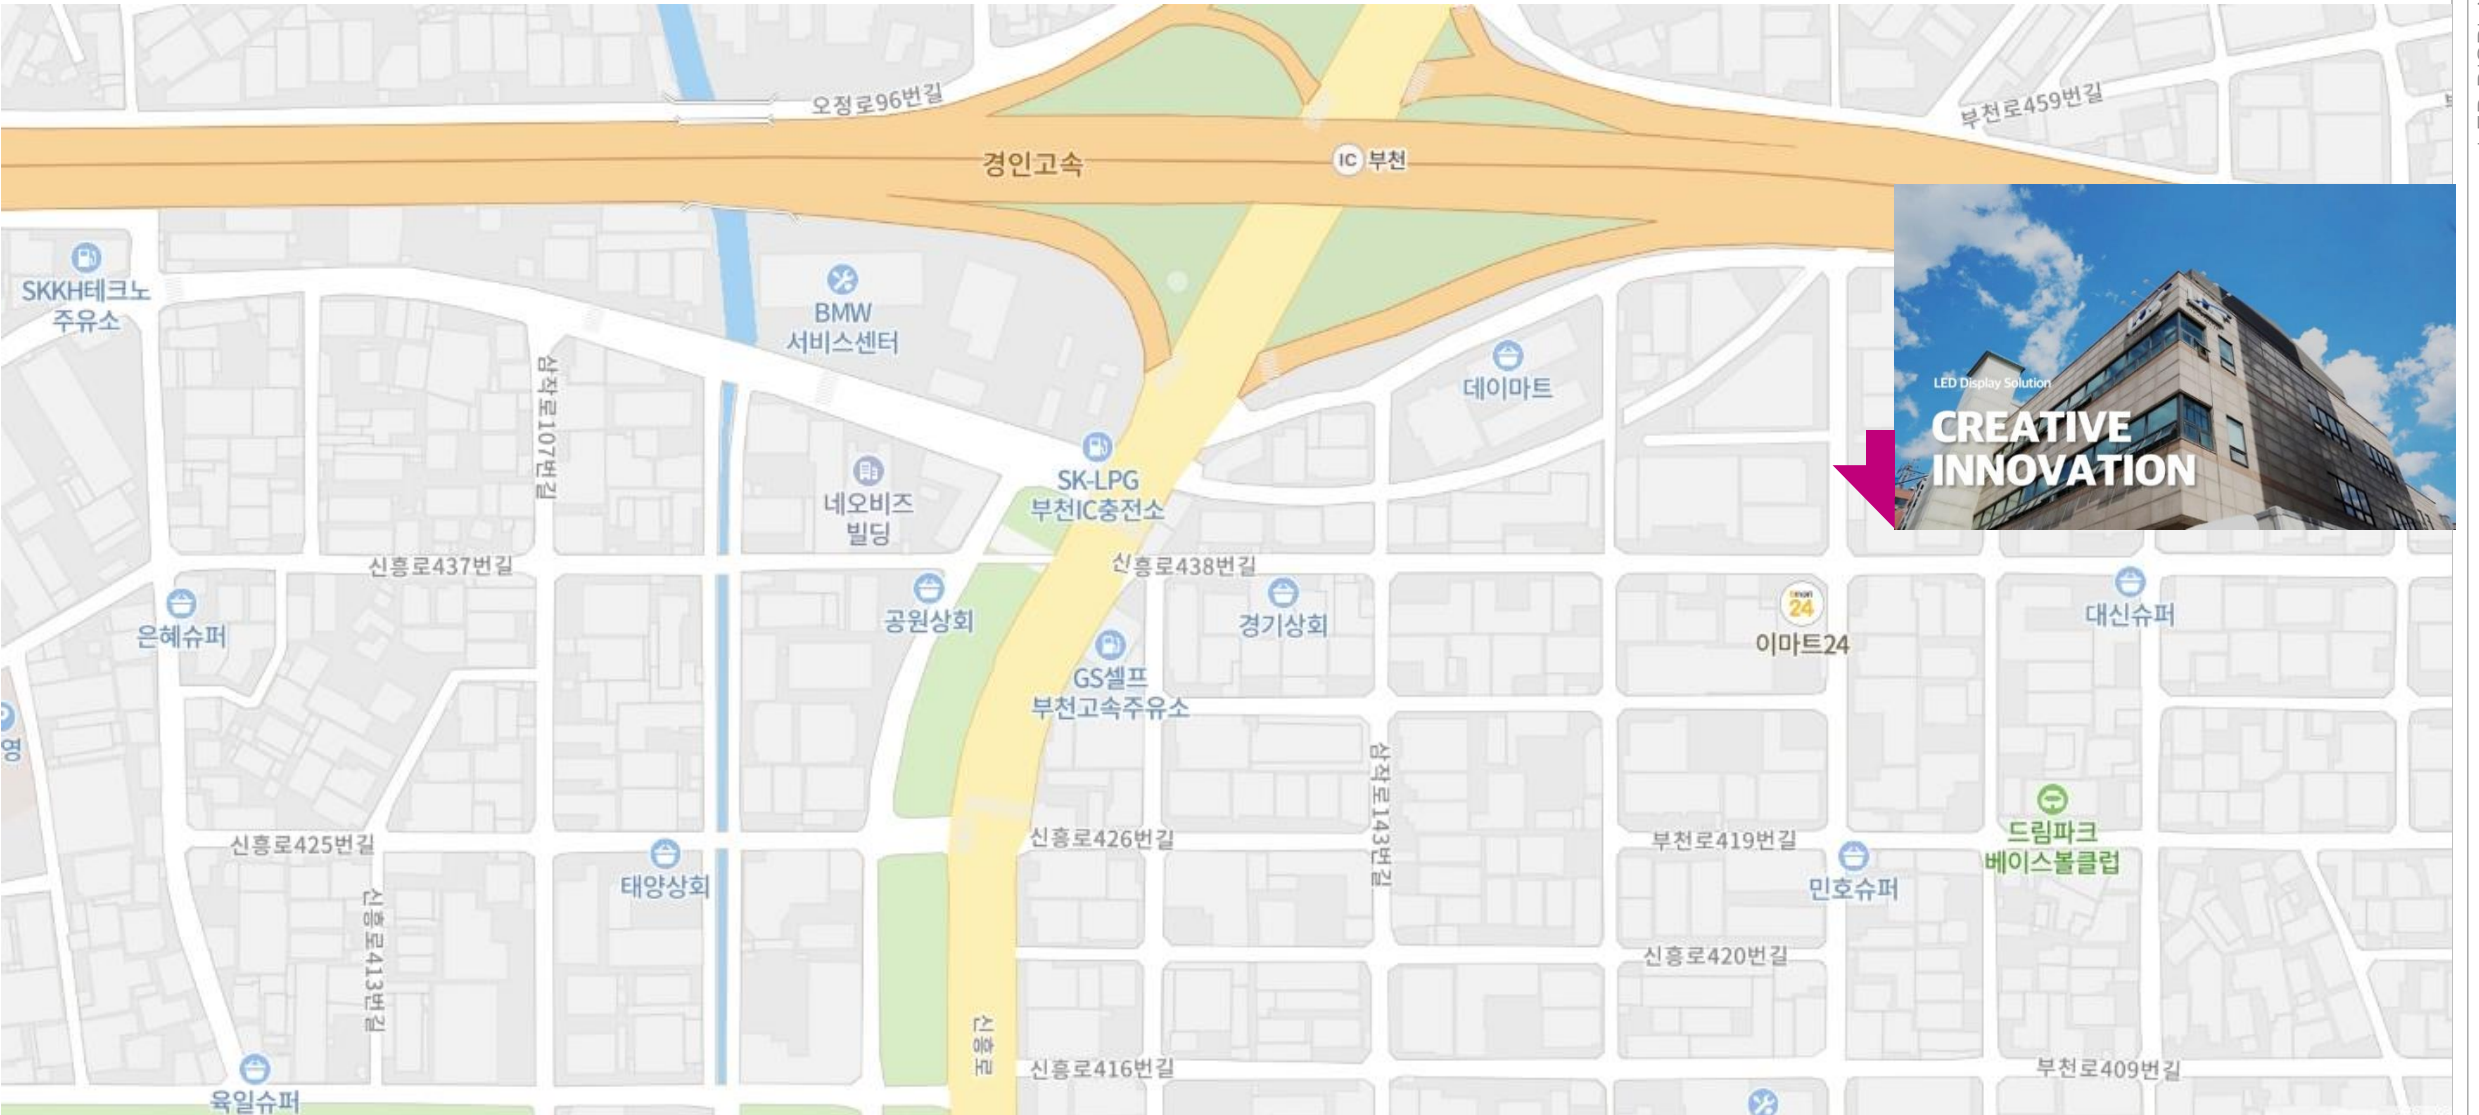 오정로96번길
부천로459번길
경인고속
IC 부천
SKKH테크노
주유소
BMW
서비스센터
삼작로107번길
데이마트
LED Display Solution
CREATIVE
INNOVATION
SK-LPG
부천IC충전소
네오비즈
빌딩
신흥로437번길
신흥로438번길
은혜슈퍼
공원상회
경기상회
24
이마트24
대신슈퍼
GS셀프
부천고속주유소
영
삼작로143번길
신흥로425번길
신흥로426번길
부천로419번길
드림파크
베이스볼클럽
태양상회
민호슈퍼
신흥로413번길
신흥로420번길
신흥로
신흥로416번길
부천로409번길
육일슈퍼